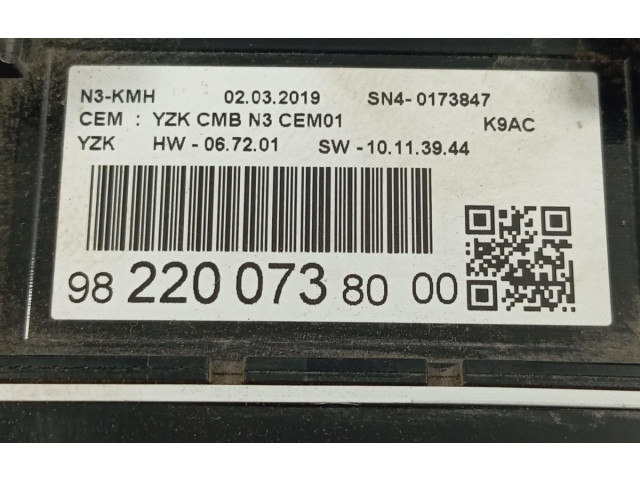 N3-KMH 02.03.2019 SN4- 0173847
CEM : YZK CMB N3 CEM01 K9AC
YZK HW - 06.72.01 SW - 10.11.39.44
98 220 073 80 00